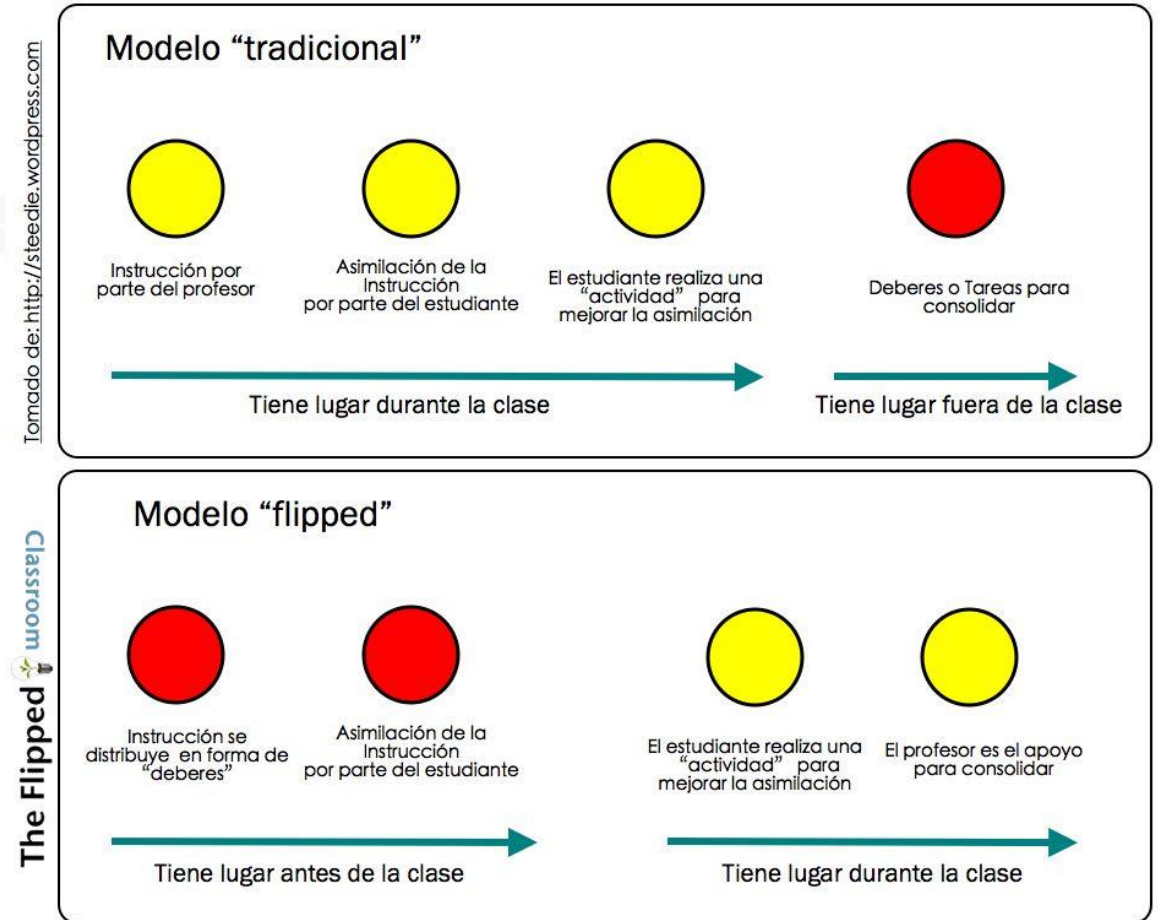 Modelo “tradicional”
Instrucción por
parte del profesor
Asimilación de la
Instrucción
por parte del estudiante
El estudiante realiza una
“actividad” para
mejorar la asimilación
Deberes o Tareas para
consolidar
Tiene lugar durante la clase
Tiene lugar fuera de la clase
Tomado de: http://steedie.wordpress.com
Modelo “flipped”
Instrucción se
distribuye en forma de
“deberes”
Asimilación de la
Instrucción
por parte del estudiante
El estudiante realiza una
“actividad” para
mejorar la asimilación
El profesor es el apoyo
para consolidar
Tiene lugar antes de la clase
Tiene lugar durante la clase
The Flipped
Classroom